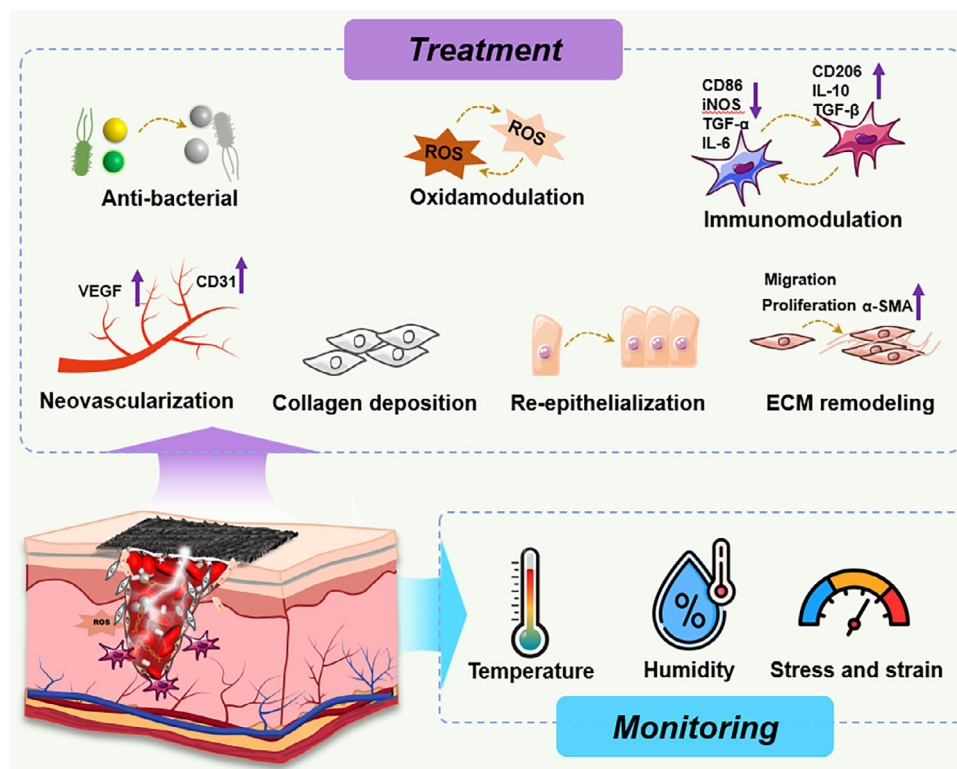 Treatment
Anti-bacterial
ROS
ROS
Oxidamodulation
CD86
iNOS
TGF-α
IL-6
CD206
IL-10
TGF-β
Immunomodulation
VEGF
CD31
Neovascularization
Collagen deposition
Re-epithelialization
Migration
Proliferation α-SMA
ECM remodeling
ROS
%
Temperature
Humidity
Stress and strain
Monitoring